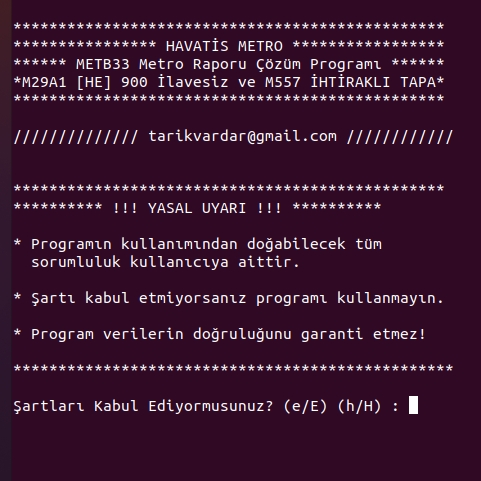 ************************************************
**************** HAVATİS METRO *****************
****** METB33 Metro Raporu Çözüm Programı ******
*M29A1 [HE] 900 İlavesiz ve M557 İHTİRAKLI TAPA*
************************************************
////////////// tarikvardar@gmail.com ////////////
************************************************
********** !!! YASAL UYARI !!! **********
* Programın kullanımından doğabilecek tüm
sorumluluk kullanıcıya aittir.
* Şartı kabul etmiyorsanız programı kullanmayın.
* Program verilerin doğruluğunu garanti etmez!
*************************************************
Şartları Kabul Ediyormusunuz? (e/E) (h/H) :